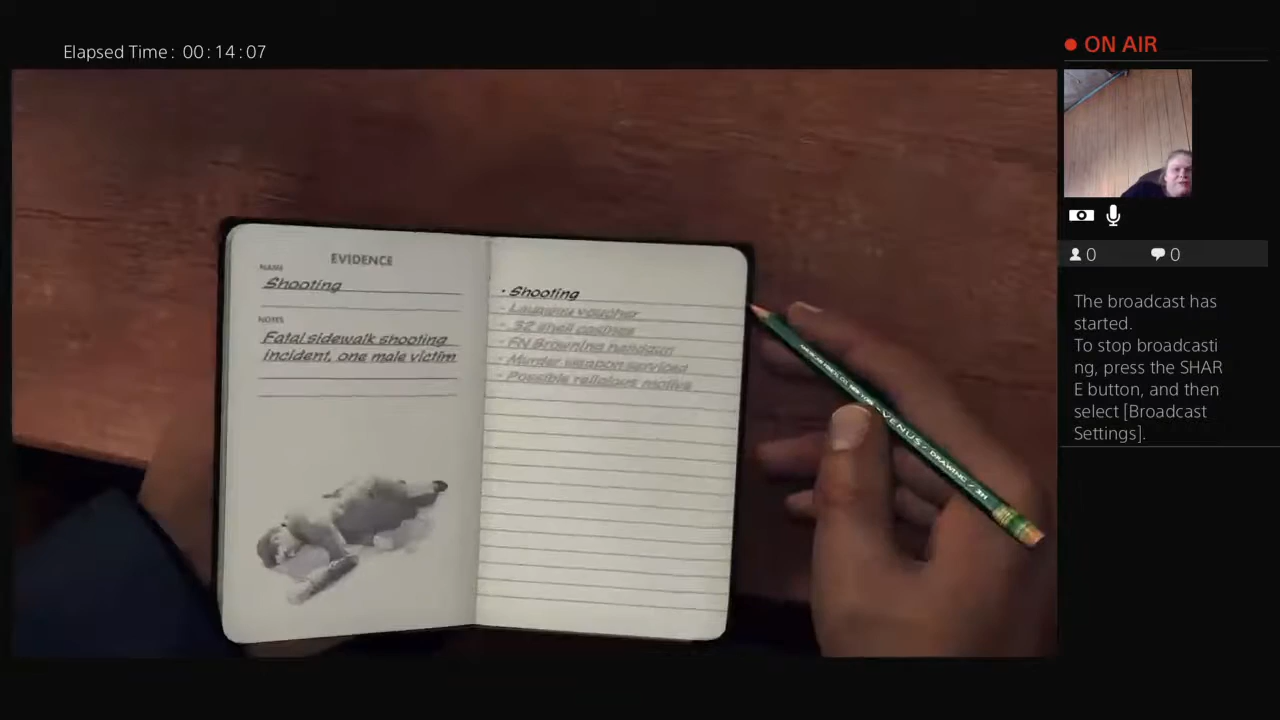 Elapsed Time: 00:14:07
ON AIR
0 0
The broadcast has
started.
To stop broadcasti
ng, press the SHAR
E button, and then
select [Broadcast
Settings].
EVIDENCE
NAME
Shooting
NOTES
Fatal sidewalk shooting
incident, one male victim
- Shooting
- Laundry voucher
- .32 shell casings
- FN Browning handgun
- Murder weapon serviced
- Possible religious motive
VENUS DRAWING